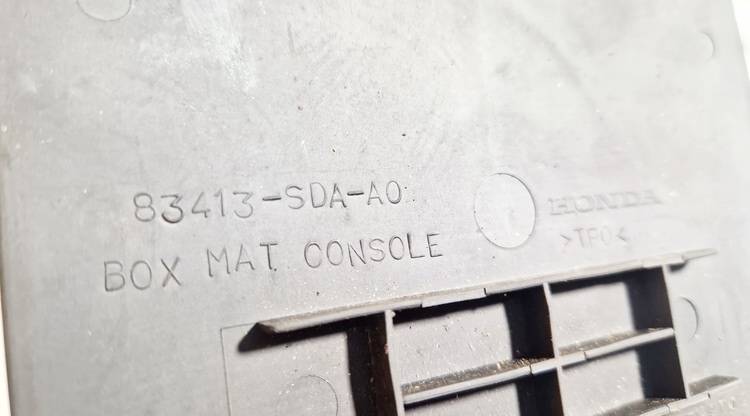 83413-SDA-A0
HONDA
BOX MAT CONSOLE
>TPO<